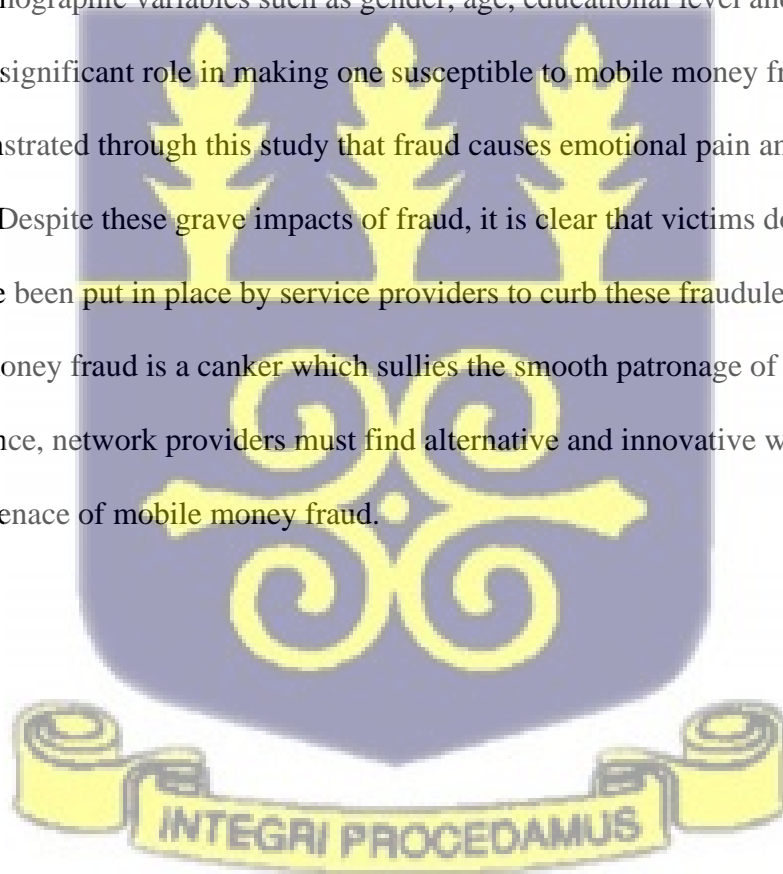 nographic variables such as gender, age, educational level and
significant role in making one susceptible to mobile money fr
nstrated through this study that fraud causes emotional pain an
Despite these grave impacts of fraud, it is clear that victims do
e been put in place by service providers to curb these fraudule
oney fraud is a canker which sullies the smooth patronage of
nce, network providers must find alternative and innovative w
enace of mobile money fraud.
INTEGRI PROCEDAMUS